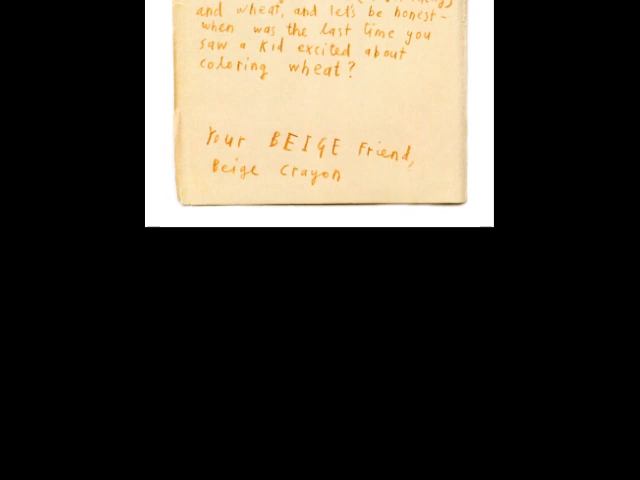 and wheat, and let's be honest-
when was the last time you
saw a kid excited about
coloring wheat?
Your BEIGE friend,
Beige Crayon